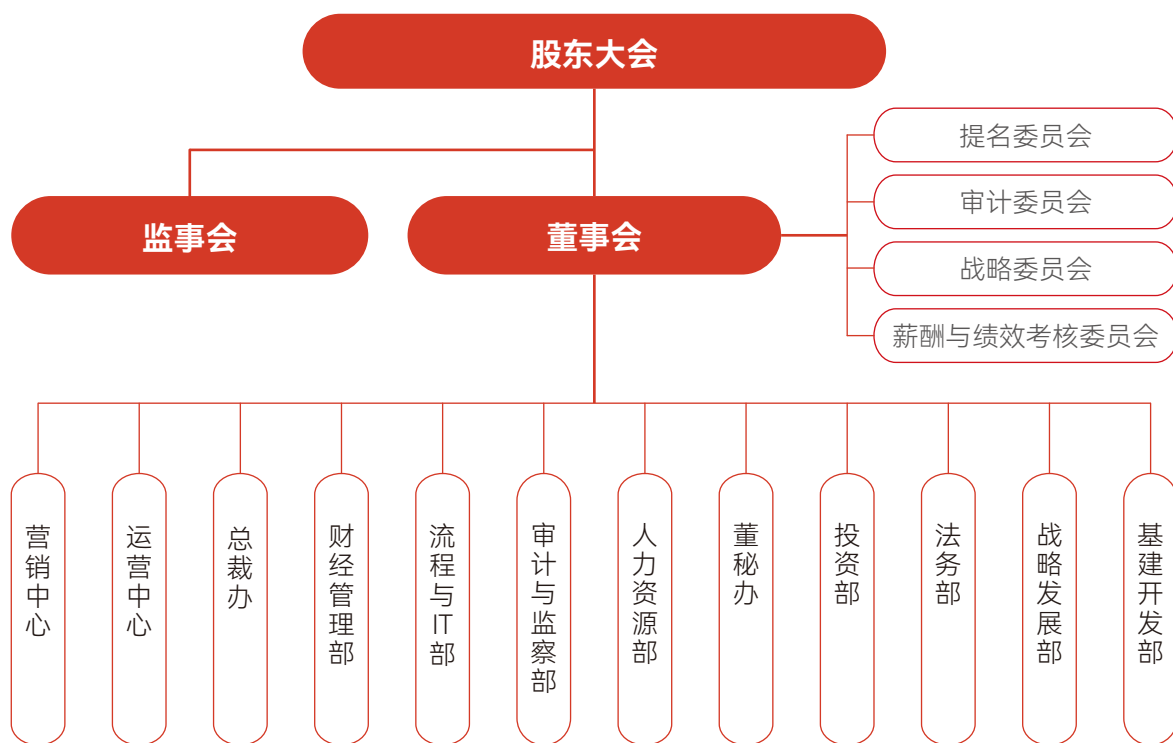 股东大会
提名委员会
审计委员会
监事会
董事会
战略委员会
薪酬与绩效考核委员会
营销中心
运营中心
总裁办
财经管理部
流程与IT部
审计与监察部
人力资源部
董秘办
投资部
法务部
战略发展部
基建开发部